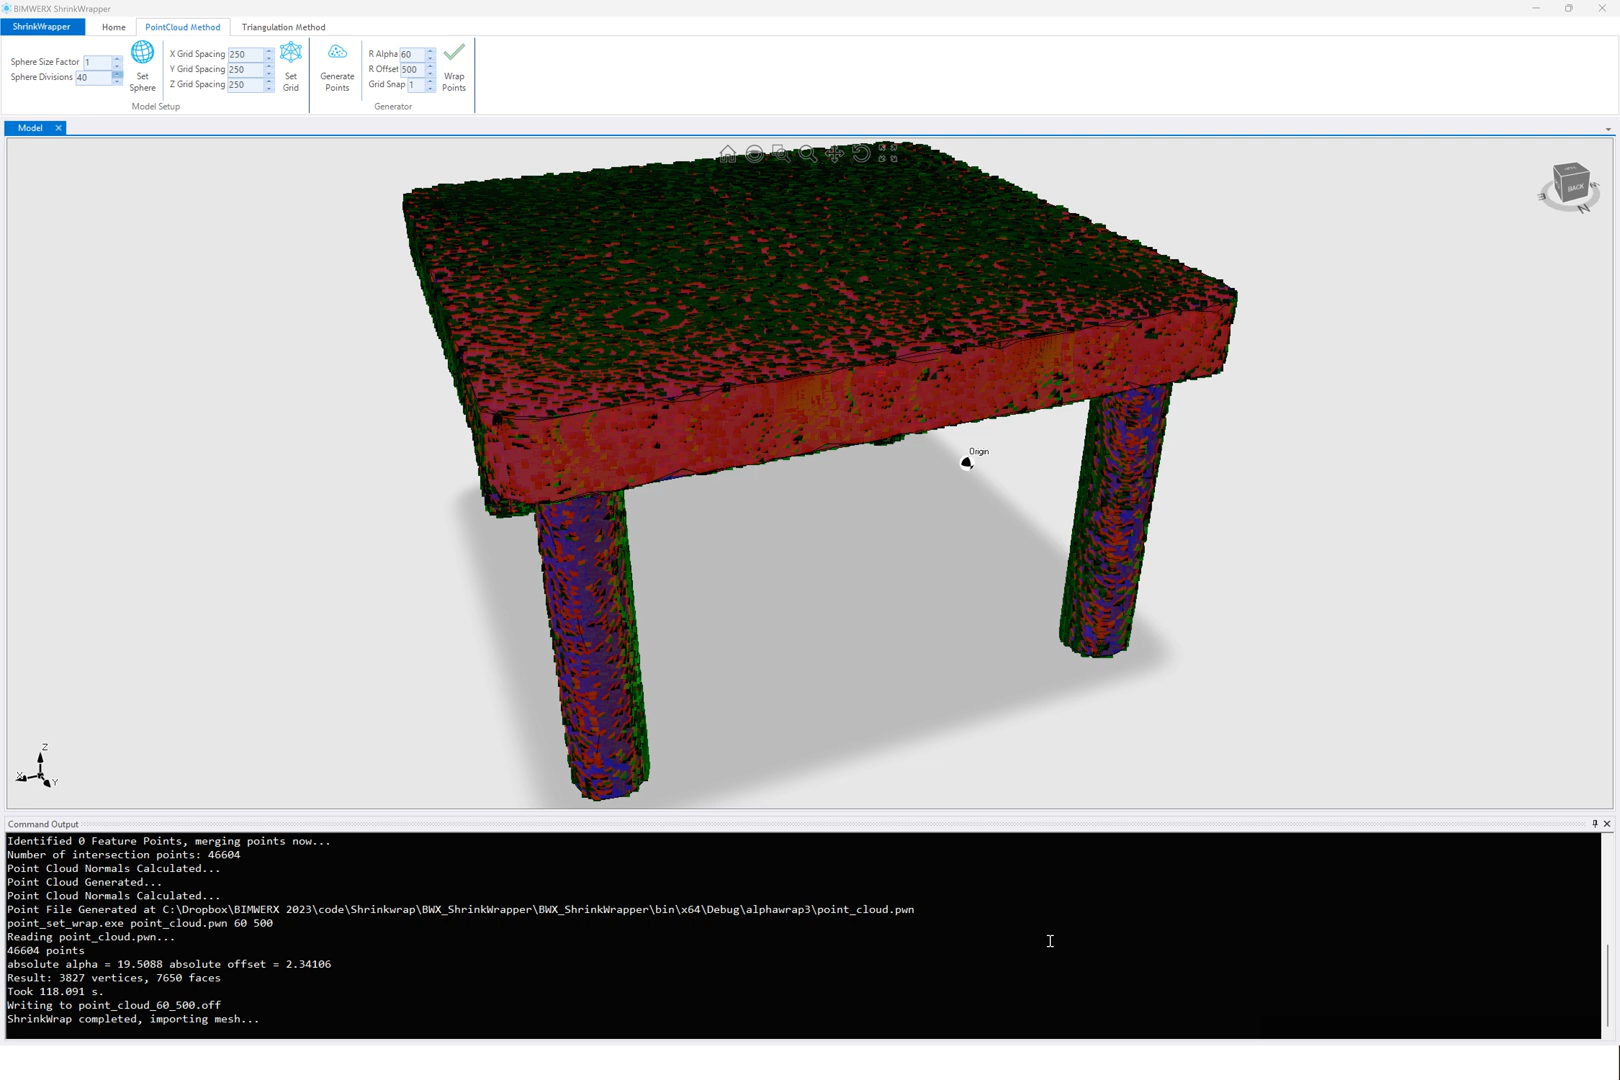 BIMWERX ShrinkWrapper
ShrinkWrapper
Home
PointCloud Method
Triangulation Method
Sphere Size Factor 1
Sphere Divisions 40
Set
Sphere
X Grid Spacing 250
Y Grid Spacing 250
Z Grid Spacing 250
Set
Grid
Model Setup
Generate
Points
R Alpha 60
R Offset 500
Grid Snap 1
Wrap
Points
Generator
Model
BACK
N
Origin
Z
X
Y
Command Output
Identified 0 Feature Points, merging points now...
Number of intersection points: 46604
Point Cloud Normals Calculated...
Point Cloud Generated...
Point Cloud Normals Calculated...
Point File Generated at C:\Dropbox\BIMWERX 2023\code\Shrinkwrap\BWX_ShrinkWrapper\BWX_ShrinkWrapper\bin\x64\Debug\alphawrap3\point_cloud.pwn
point_set_wrap.exe point_cloud.pwn 60 500
Reading point_cloud.pwn...
46604 points
absolute alpha = 19.5088 absolute offset = 2.34106
Result: 3827 vertices, 7650 faces
Took 118.091 s.
Writing to point_cloud_60_500.off
ShrinkWrap completed, importing mesh...